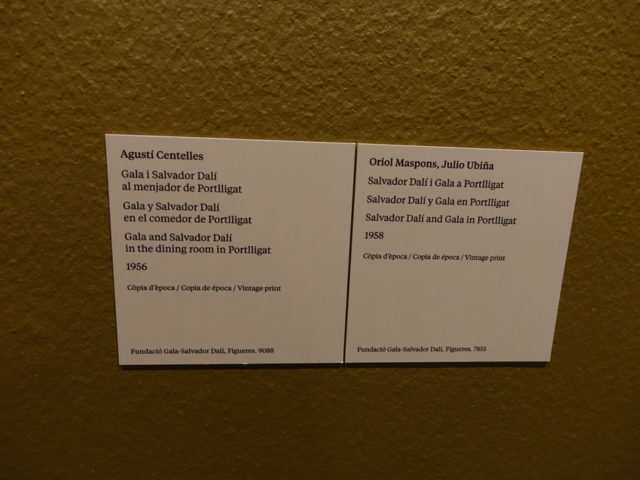 Agustí Centelles
Gala i Salvador Dalí
al menjador de Portlligat
Gala y Salvador Dalí
en el comedor de Portlligat
Gala and Salvador Dalí
in the dining room in Portlligat
1956
Còpia d'època / Copia de época / Vintage print
Fundació Gala-Salvador Dalí, Figueres. 9088
Oriol Maspons, Julio Ubiña
Salvador Dalí i Gala a Portlligat
Salvador Dalí y Gala en Portlligat
Salvador Dalí and Gala in Portlligat
1958
Còpia d'època / Copia de época / Vintage print
Fundació Gala-Salvador Dalí, Figueres. 7855